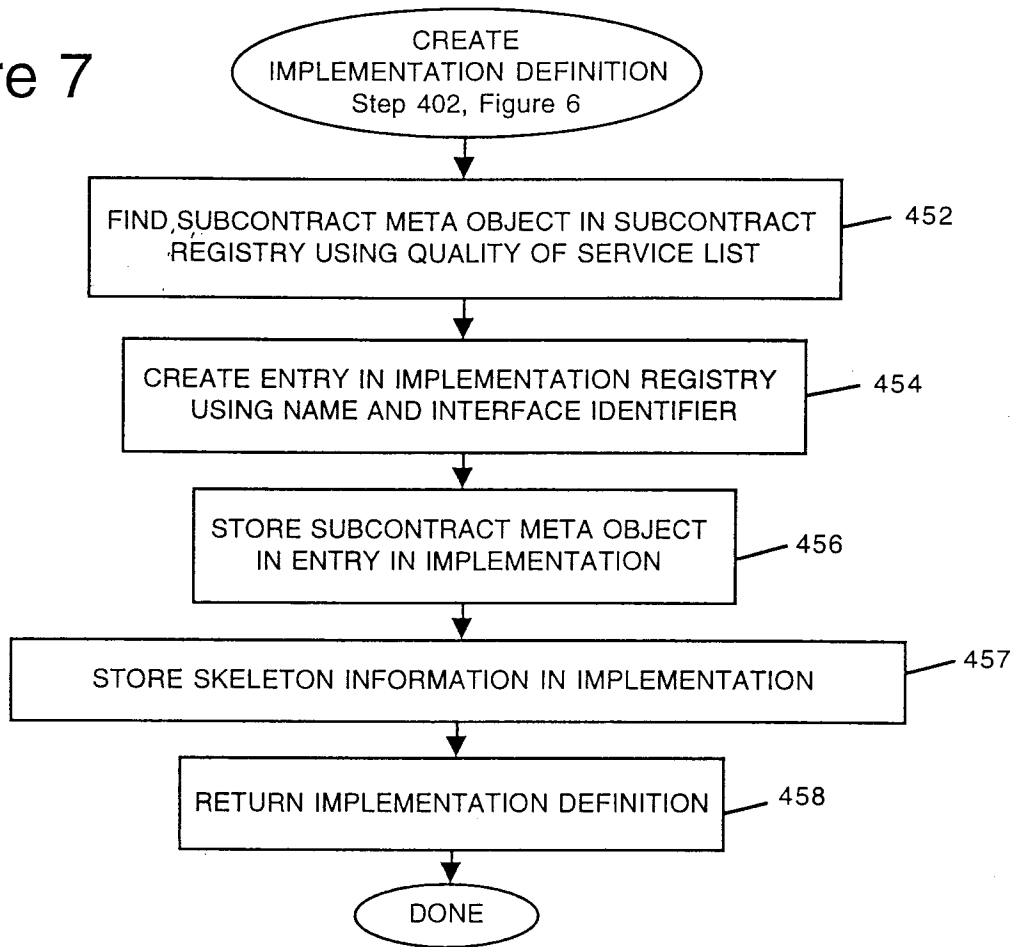 re 7
CREATE
IMPLEMENTATION DEFINITION
Step 402, Figure 6
FIND SUBCONTRACT META OBJECT IN SUBCONTRACT
REGISTRY USING QUALITY OF SERVICE LIST
452
CREATE ENTRY IN IMPLEMENTATION REGISTRY
USING NAME AND INTERFACE IDENTIFIER
454
STORE SUBCONTRACT META OBJECT
IN ENTRY IN IMPLEMENTATION
456
STORE SKELETON INFORMATION IN IMPLEMENTATION
457
RETURN IMPLEMENTATION DEFINITION
458
DONE